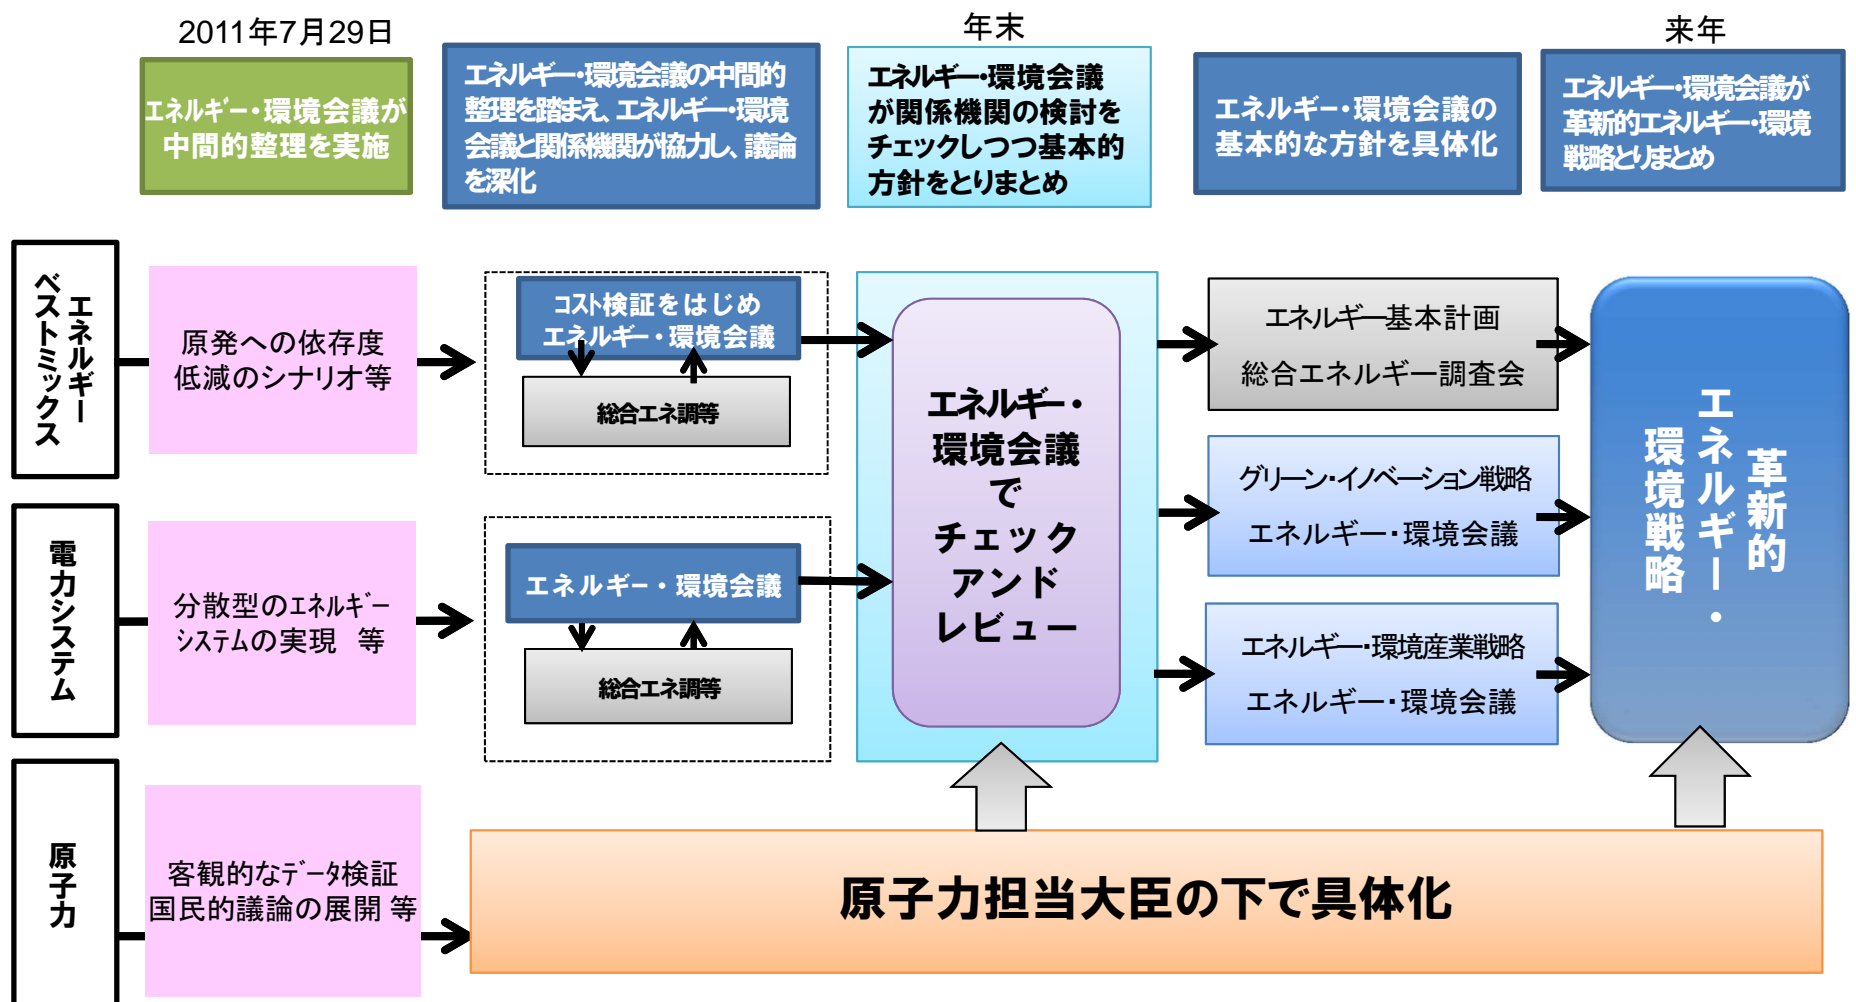 2011年7月29日
年末
来年
エネルギー・環境会議が
中間的整理を実施
エネルギー・環境会議の中間的
整理を踏まえ、エネルギー・環境
会議と関係機関が協力し、議論
を深化
エネルギー・環境会議
が関係機関の検討を
チェックしつつ基本的
方針をとりまとめ
エネルギー・環境会議の
基本的な方針を具体化
エネルギー・環境会議が
革新的エネルギー・環境
戦略とりまとめ
エネルギー
ベストミックス
原発への依存度
低減のシナリオ等
コスト検証をはじめ
エネルギー・環境会議
総合エネ調等
電力システム
分散型のエネルギー
システムの実現 等
エネルギー・環境会議
総合エネ調等
エネルギー・
環境会議
で
チェック
アンド
レビュー
エネルギー基本計画
総合エネルギー調査会
グリーン・イノベーション戦略
エネルギー・環境会議
エネルギー・環境産業戦略
エネルギー・環境会議
革新的
エネルギー・
環境戦略
原子力
客観的なデータ検証
国民的議論の展開 等
原子力担当大臣の下で具体化